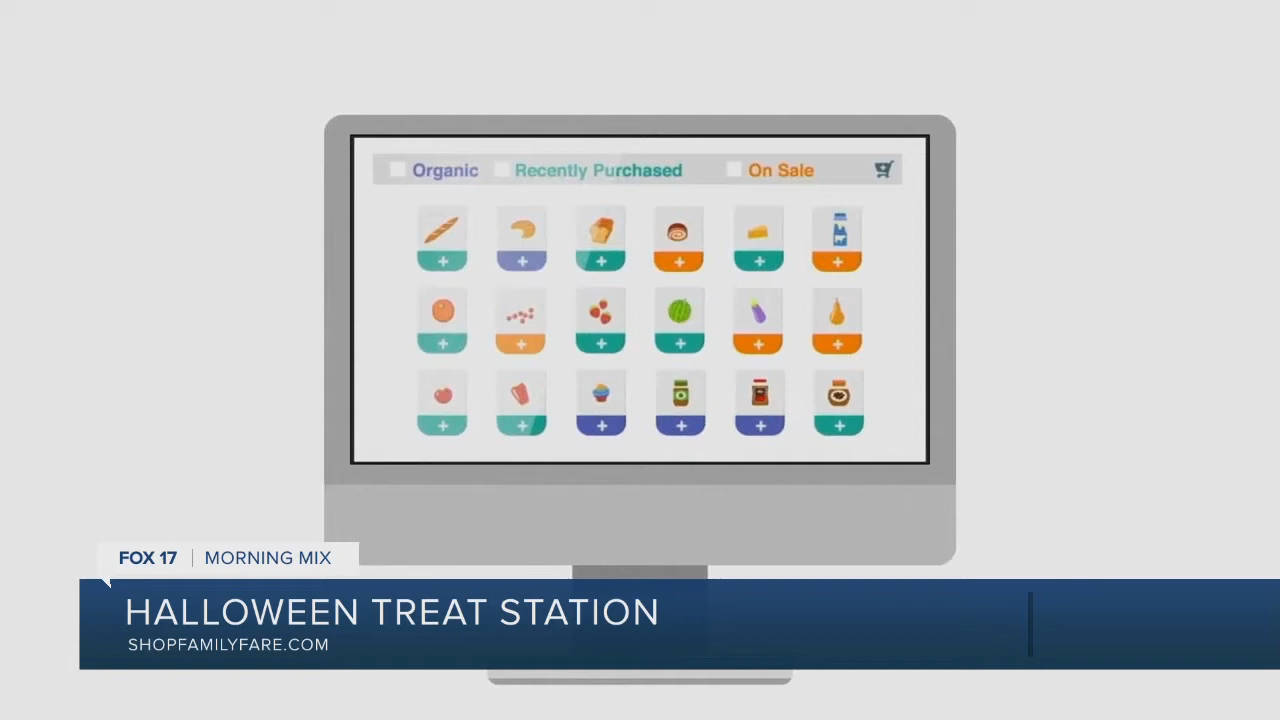 Organic Recently Purchased On Sale
+ + + + + +
+ + + + + +
+ + + + + +
FOX 17 | MORNING MIX
HALLOWEEN TREAT STATION
SHOPFAMILYFARE.COM